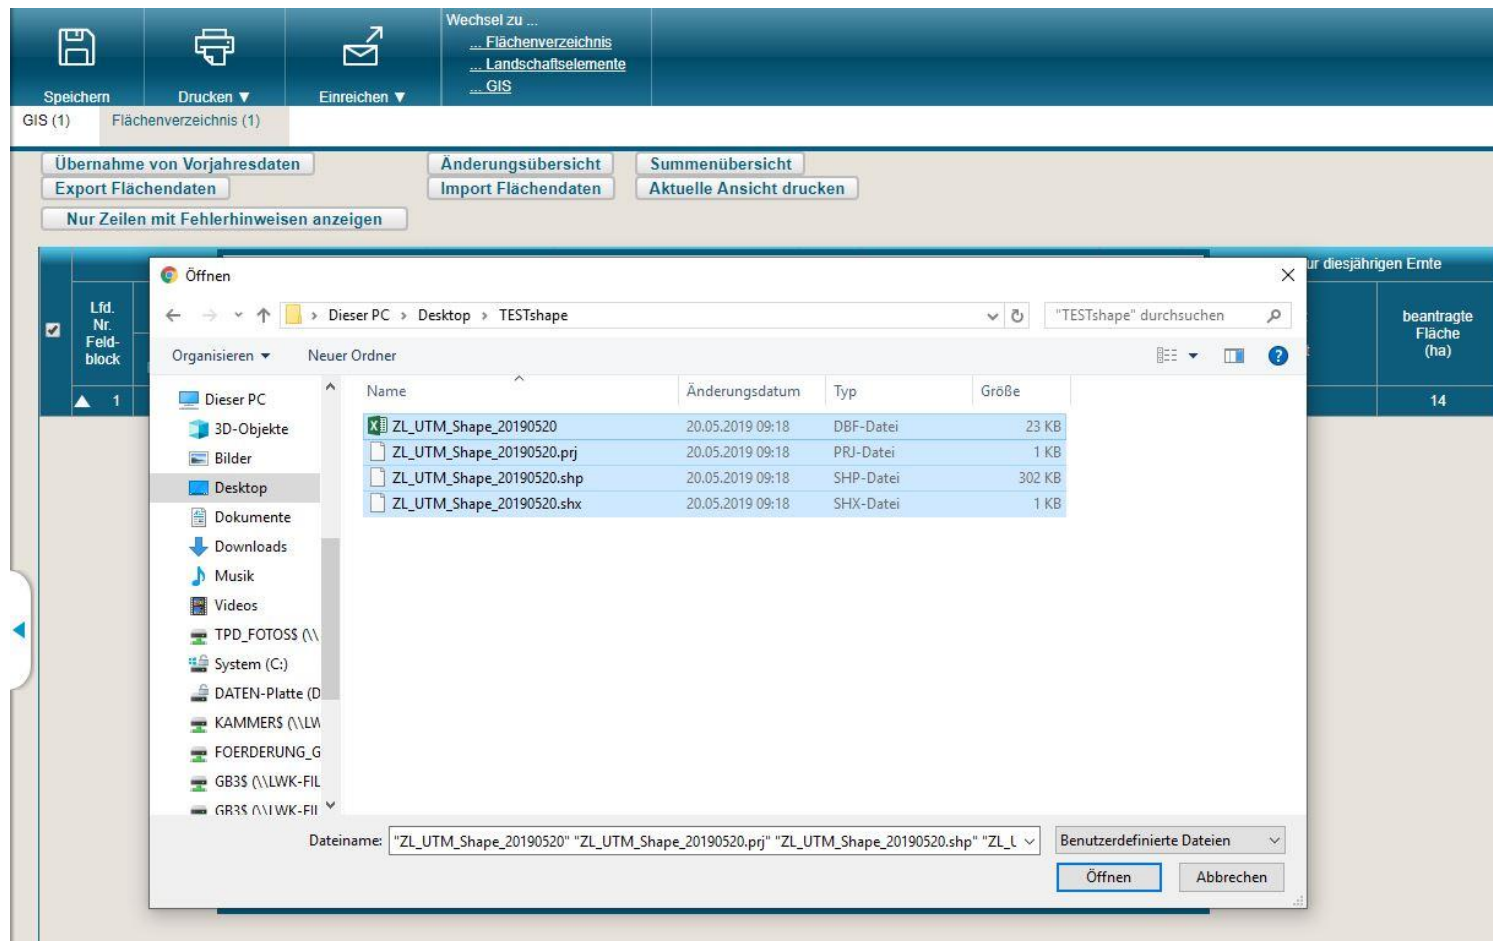 Wechsel zu ...
... Flächenverzeichnis
... Landschaftselemente
... GIS
Speichern Drucken ▼ Einreichen ▼
GIS (1) Flächenverzeichnis (1)
Übernahme von Vorjahresdaten Änderungsübersicht Summenübersicht
Export Flächendaten Import Flächendaten Aktuelle Ansicht drucken
Nur Zeilen mit Fehlerhinweisen anzeigen
ur diesjährigen Ernte
Lfd.
Nr.
Feld-
block
beantragte
Fläche
(ha)
1 14
Öffnen
Dieser PC > Desktop > TESTshape "TESTshape" durchsuchen
Organisieren Neuer Ordner
Dieser PC
3D-Objekte
Bilder
Desktop
Dokumente
Downloads
Musik
Videos
TPD_FOTOS$ (\\
System (C:)
DATEN-Platte (D
KAMMER$ (\\LW
FOERDERUNG_G
GB3$ (\\LWK-FIL
GB3$ (\\LWK-FIL
Name Änderungsdatum Typ Größe
ZL_UTM_Shape_20190520 20.05.2019 09:18 DBF-Datei 23 KB
ZL_UTM_Shape_20190520.prj 20.05.2019 09:18 PRJ-Datei 1 KB
ZL_UTM_Shape_20190520.shp 20.05.2019 09:18 SHP-Datei 302 KB
ZL_UTM_Shape_20190520.shx 20.05.2019 09:18 SHX-Datei 1 KB
Dateiname: "ZL_UTM_Shape_20190520" "ZL_UTM_Shape_20190520.prj" "ZL_UTM_Shape_20190520.shp" "ZL_U Benutzerdefinierte Dateien
Öffnen Abbrechen